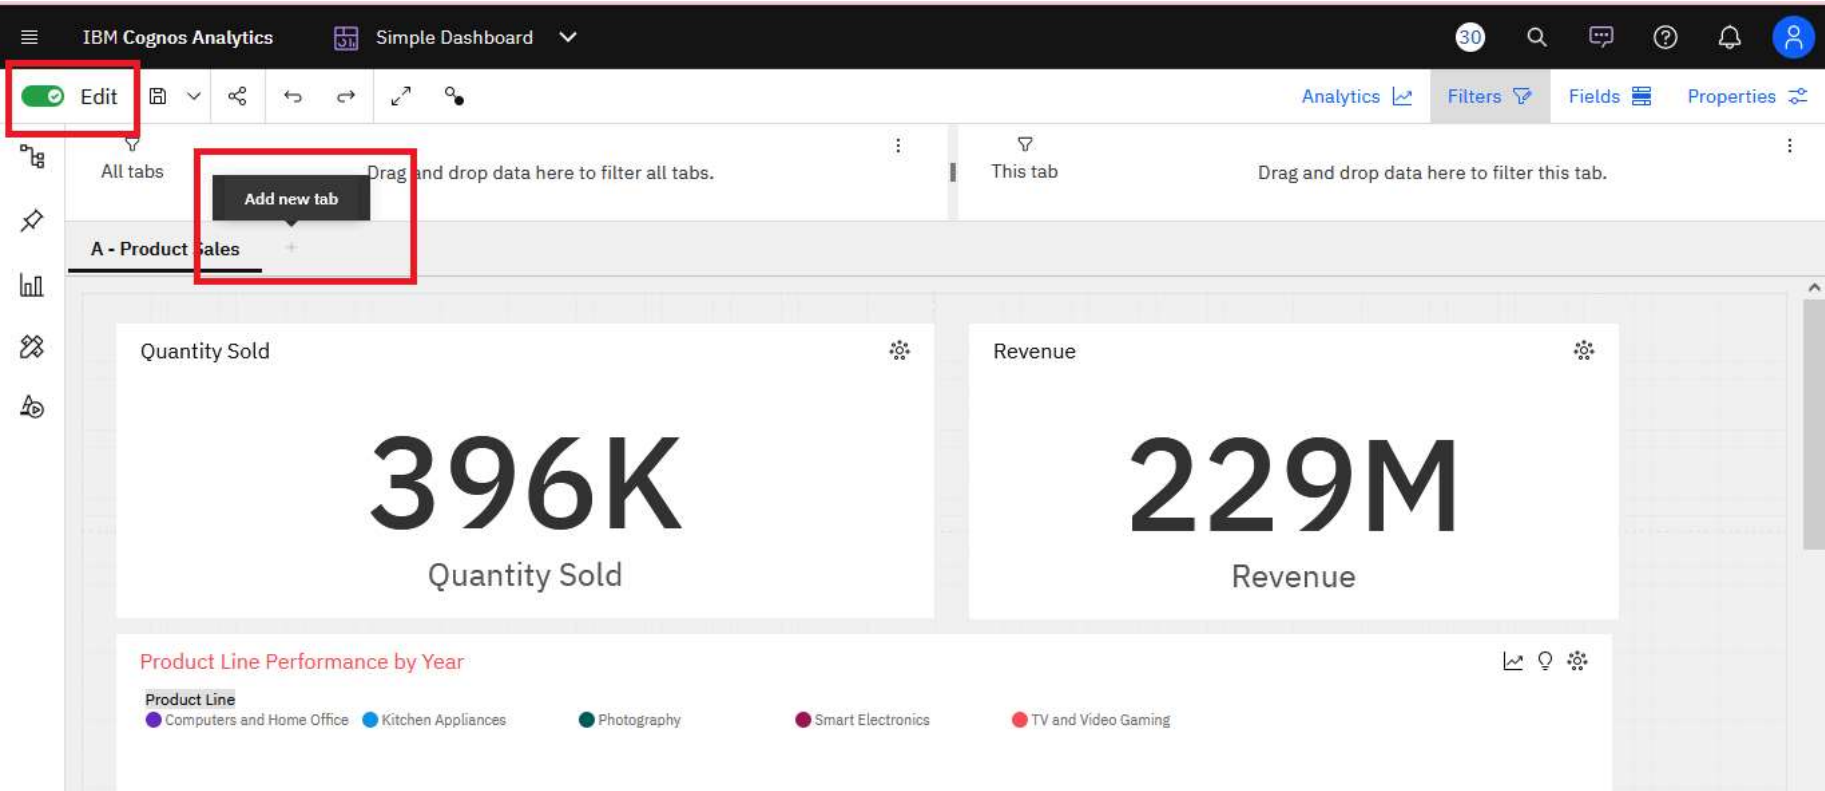 IBM Cognos Analytics Simple Dashboard 30
Edit Analytics Filters Fields Properties
All tabs Drag and drop data here to filter all tabs. This tab Drag and drop data here to filter this tab.
Add new tab
A - Product Sales +
Quantity Sold Revenue
396K 229M
Quantity Sold Revenue
Product Line Performance by Year
Product Line
Computers and Home Office Kitchen Appliances Photography Smart Electronics TV and Video Gaming